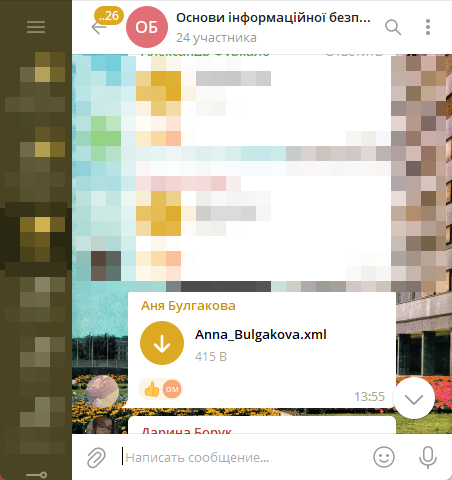 ..26
ОБ
Основи інформаційної безп...
24 участника
Аня Булгакова
Anna_Bulgakova.xml
415 B
ОМ
13:55
Дарина Борук
Написать сообщение...